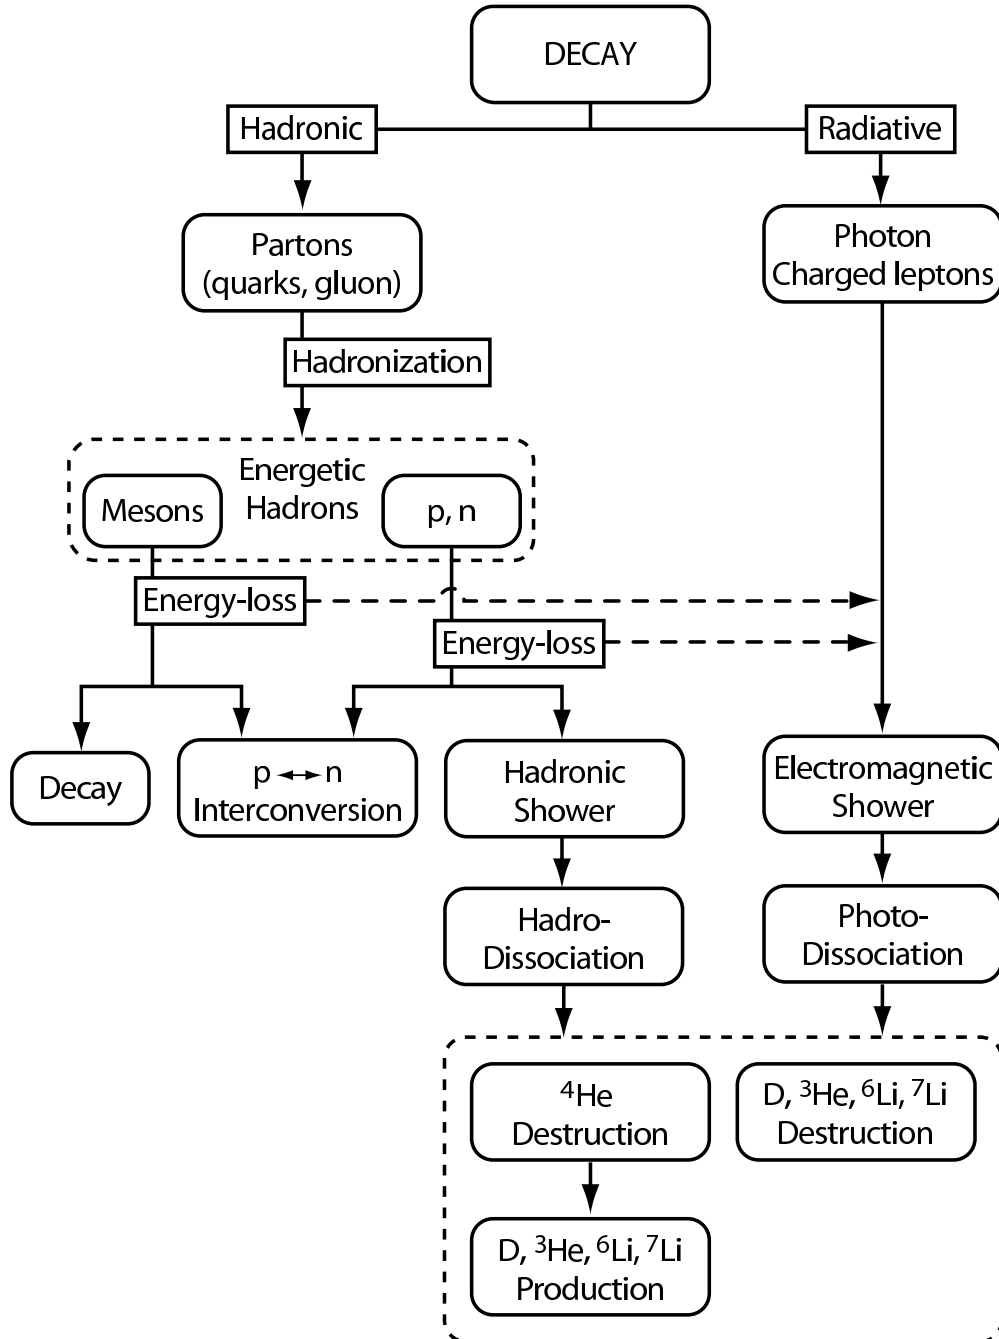 DECAY
Hadronic
Radiative
Partons
(quarks, gluon)
Photon
Charged leptons
Hadronization
Energetic
Hadrons
Mesons
p, n
Energy-loss
Energy-loss
Decay
p ↔ n
Interconversion
Hadronic
Shower
Electromagnetic
Shower
Hadro-
Dissociation
Photo-
Dissociation
⁴He
Destruction
D, ³He, ⁶Li, ⁷Li
Destruction
D, ³He, ⁶Li, ⁷Li
Production